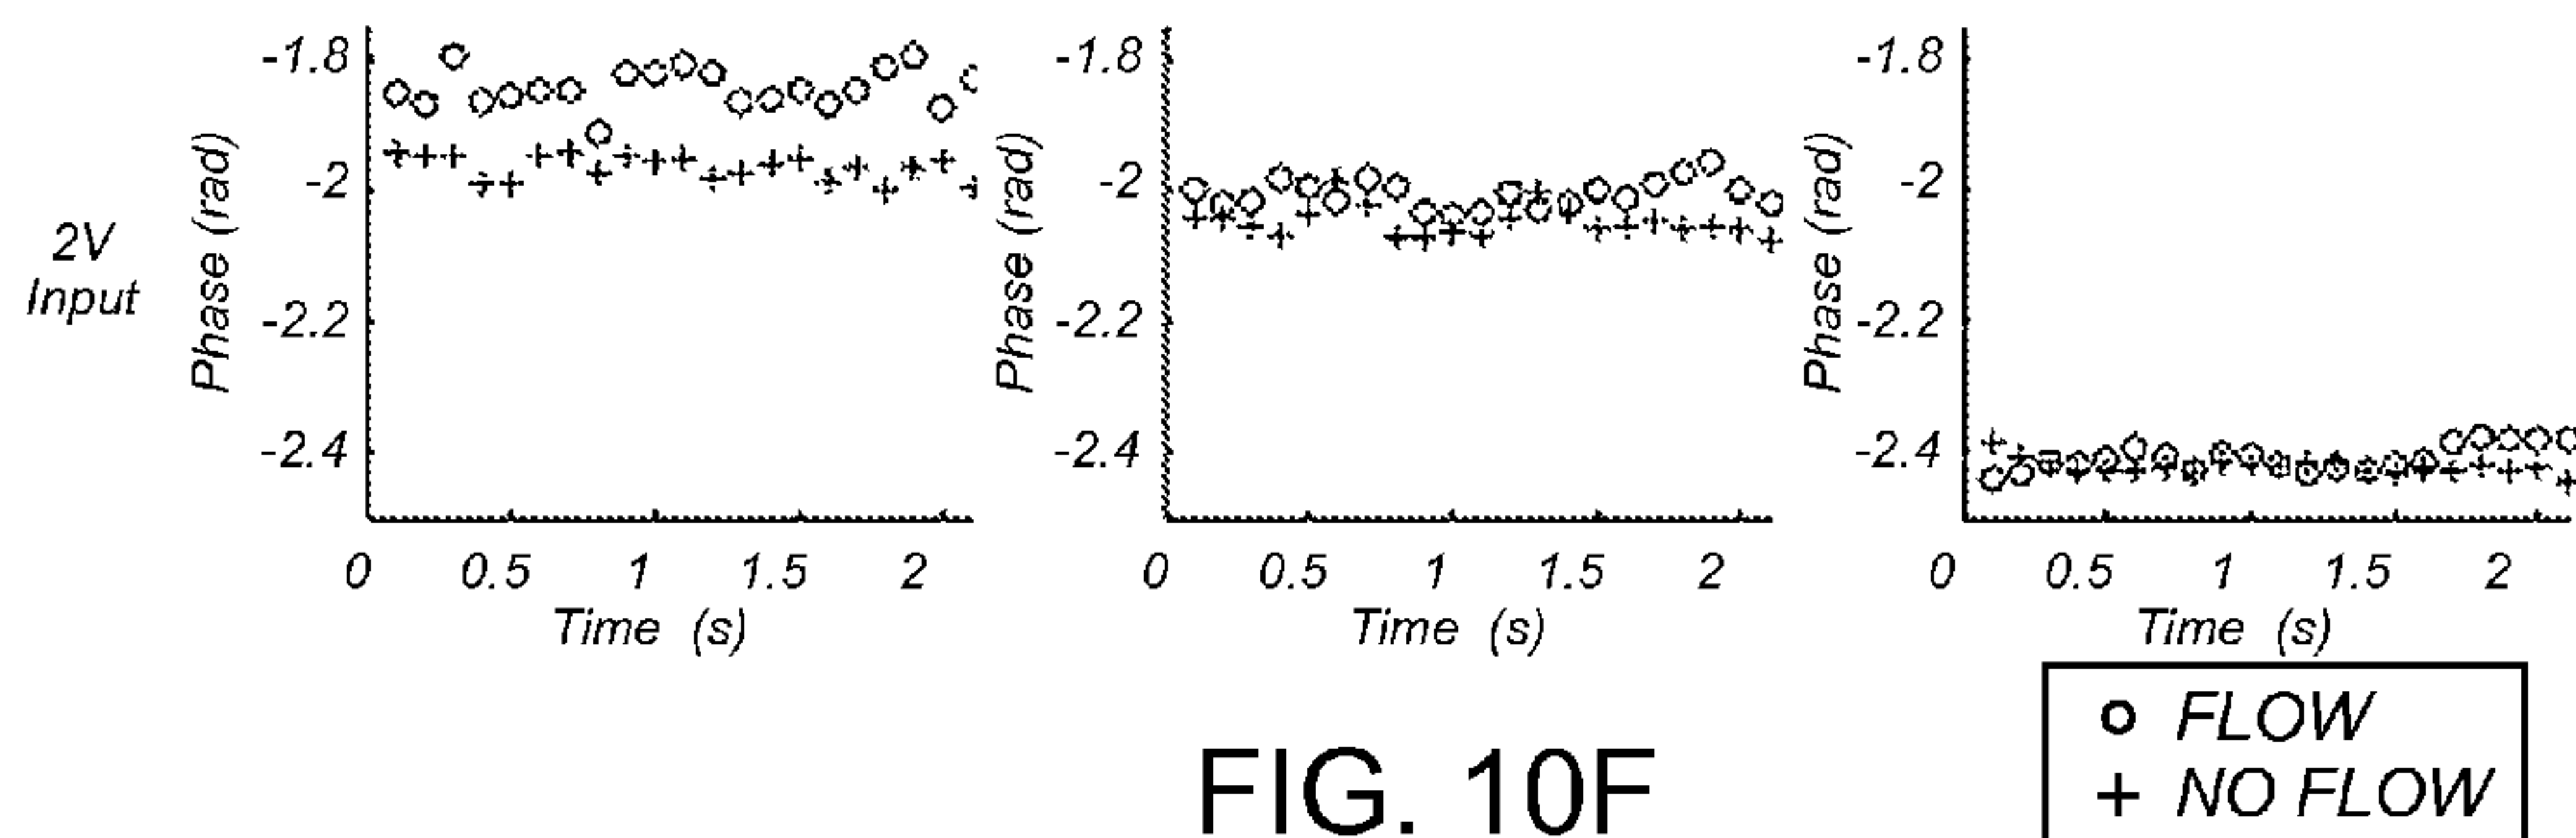 -1.8 -1.8 -1.8
-2 -2 -2
-2.2 -2.2 -2.2
-2.4 -2.4 -2.4
2V
Input
Phase (rad) Phase (rad) Phase (rad)
0 0.5 1 1.5 2 0 0.5 1 1.5 2 0 0.5 1 1.5 2
Time (s) Time (s) Time (s)
FIG. 10F
FLOW
NO FLOW